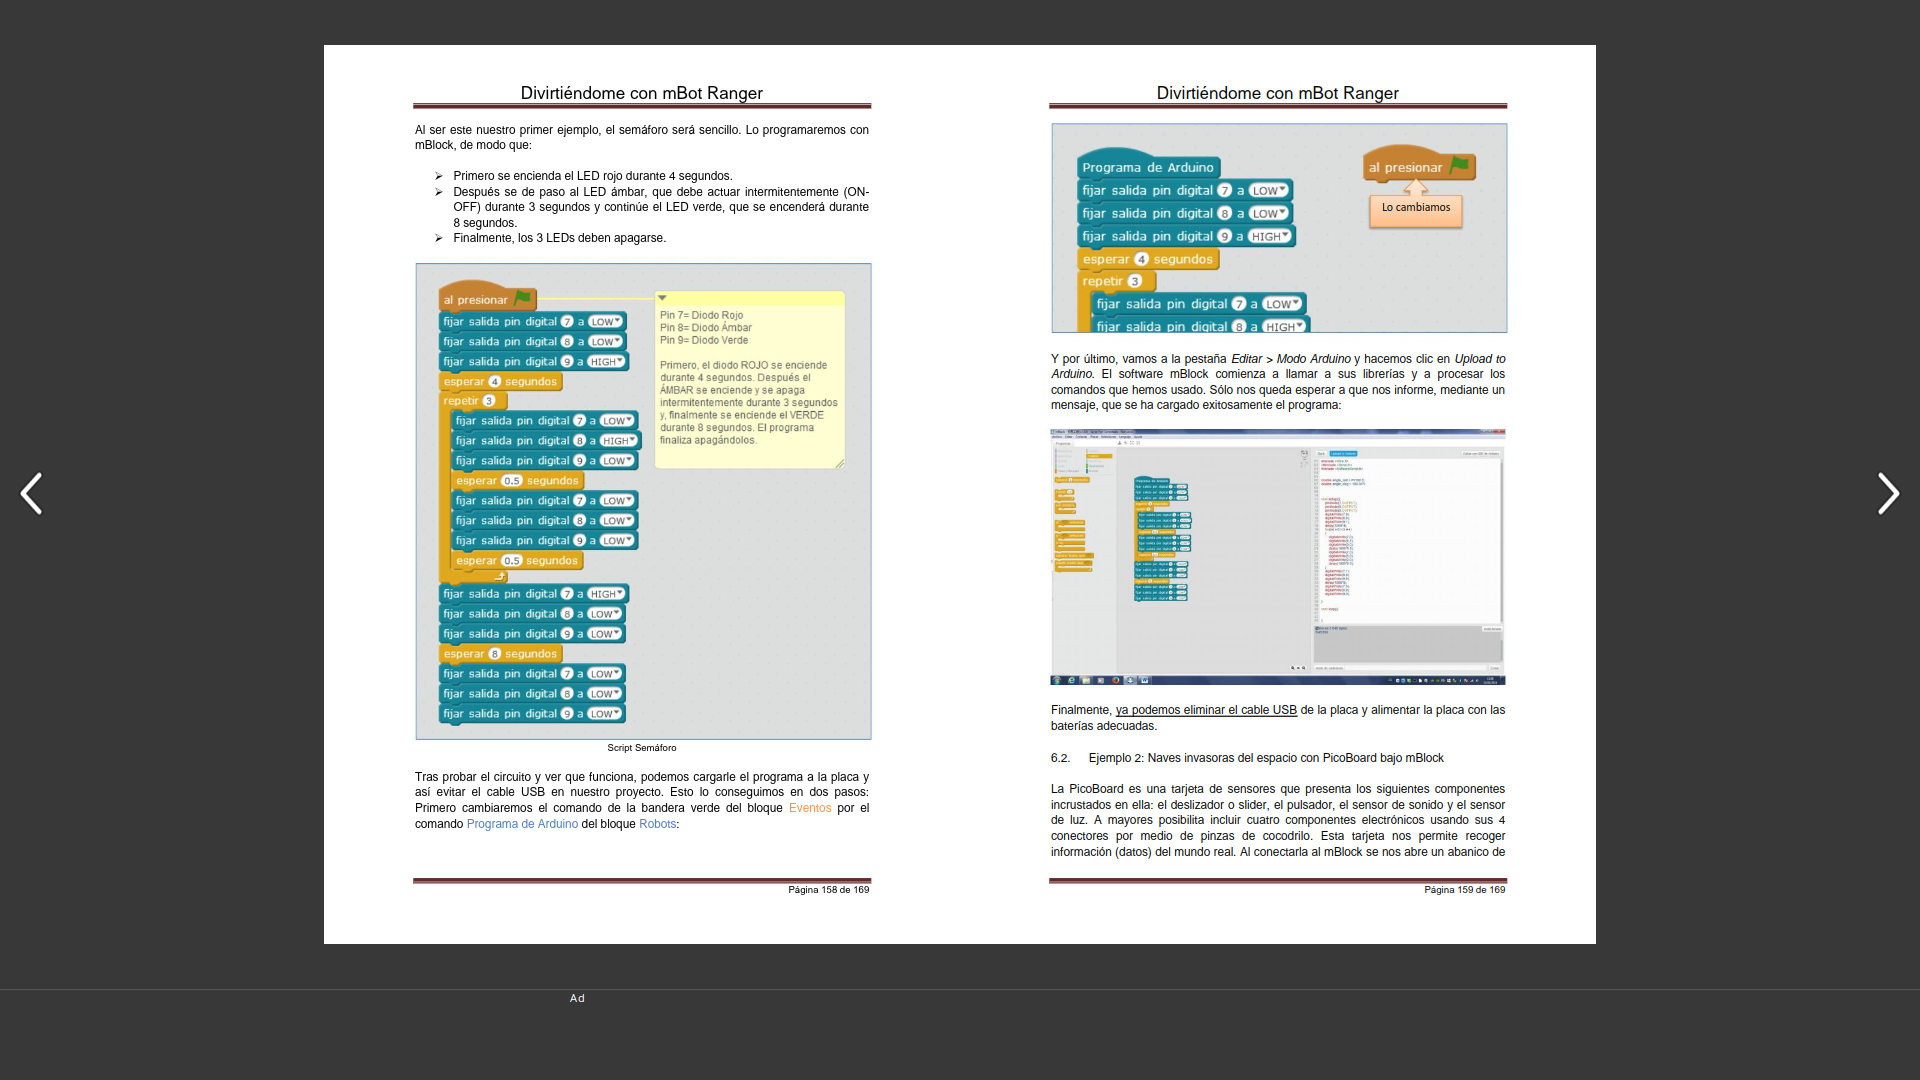 Divirtiéndome con mBot Ranger
Al ser este nuestro primer ejemplo, el semáforo será sencillo. Lo programaremos con
mBlock, de modo que:
➢ Primero se encienda el LED rojo durante 4 segundos.
➢ Después se de paso al LED ámbar, que debe actuar intermitentemente (ON-
OFF) durante 3 segundos y continúe el LED verde, que se encenderá durante
8 segundos.
➢ Finalmente, los 3 LEDs deben apagarse.
al presionar
fijar salida pin digital 7 a LOW
fijar salida pin digital 8 a LOW
fijar salida pin digital 9 a HIGH
esperar 4 segundos
repetir 3
fijar salida pin digital 7 a LOW
fijar salida pin digital 8 a HIGH
fijar salida pin digital 9 a LOW
esperar 0.5 segundos
fijar salida pin digital 7 a LOW
fijar salida pin digital 8 a LOW
fijar salida pin digital 9 a LOW
esperar 0.5 segundos
fijar salida pin digital 7 a HIGH
fijar salida pin digital 8 a LOW
fijar salida pin digital 9 a LOW
esperar 8 segundos
fijar salida pin digital 7 a LOW
fijar salida pin digital 8 a LOW
fijar salida pin digital 9 a LOW
Pin 7= Diodo Rojo
Pin 8= Diodo Ámbar
Pin 9= Diodo Verde
Primero, el diodo ROJO se enciende
durante 4 segundos. Después el
ÁMBAR se enciende y se apaga
intermitentemente durante 3 segundos
y, finalmente se enciende el VERDE
durante 8 segundos. El programa
finaliza apagándolos.
Script Semáforo
Tras probar el circuito y ver que funciona, podemos cargarle el programa a la placa y
así evitar el cable USB en nuestro proyecto. Esto lo conseguimos en dos pasos:
Primero cambiaremos el comando de la bandera verde del bloque Eventos por el
comando Programa de Arduino del bloque Robots:
Página 158 de 169
Divirtiéndome con mBot Ranger
Programa de Arduino
fijar salida pin digital 7 a LOW
fijar salida pin digital 8 a LOW
fijar salida pin digital 9 a HIGH
esperar 4 segundos
repetir 3
fijar salida pin digital 7 a LOW
fijar salida pin digital 8 a HIGH
al presionar
Lo cambiamos
Y por último, vamos a la pestaña Editar > Modo Arduino y hacemos clic en Upload to
Arduino. El software mBlock comienza a llamar a sus librerías y a procesar los
comandos que hemos usado. Sólo nos queda esperar a que nos informe, mediante un
mensaje, que se ha cargado exitosamente el programa:
Finalmente, ya podemos eliminar el cable USB de la placa y alimentar la placa con las
baterías adecuadas.
6.2. Ejemplo 2: Naves invasoras del espacio con PicoBoard bajo mBlock
La PicoBoard es una tarjeta de sensores que presenta los siguientes componentes
incrustados en ella: el deslizador o slider, el pulsador, el sensor de sonido y el sensor
de luz. A mayores posibilita incluir cuatro componentes electrónicos usando sus 4
conectores por medio de pinzas de cocodrilo. Esta tarjeta nos permite recoger
información (datos) del mundo real. Al conectarla al mBlock se nos abre un abanico de
Página 159 de 169
Ad